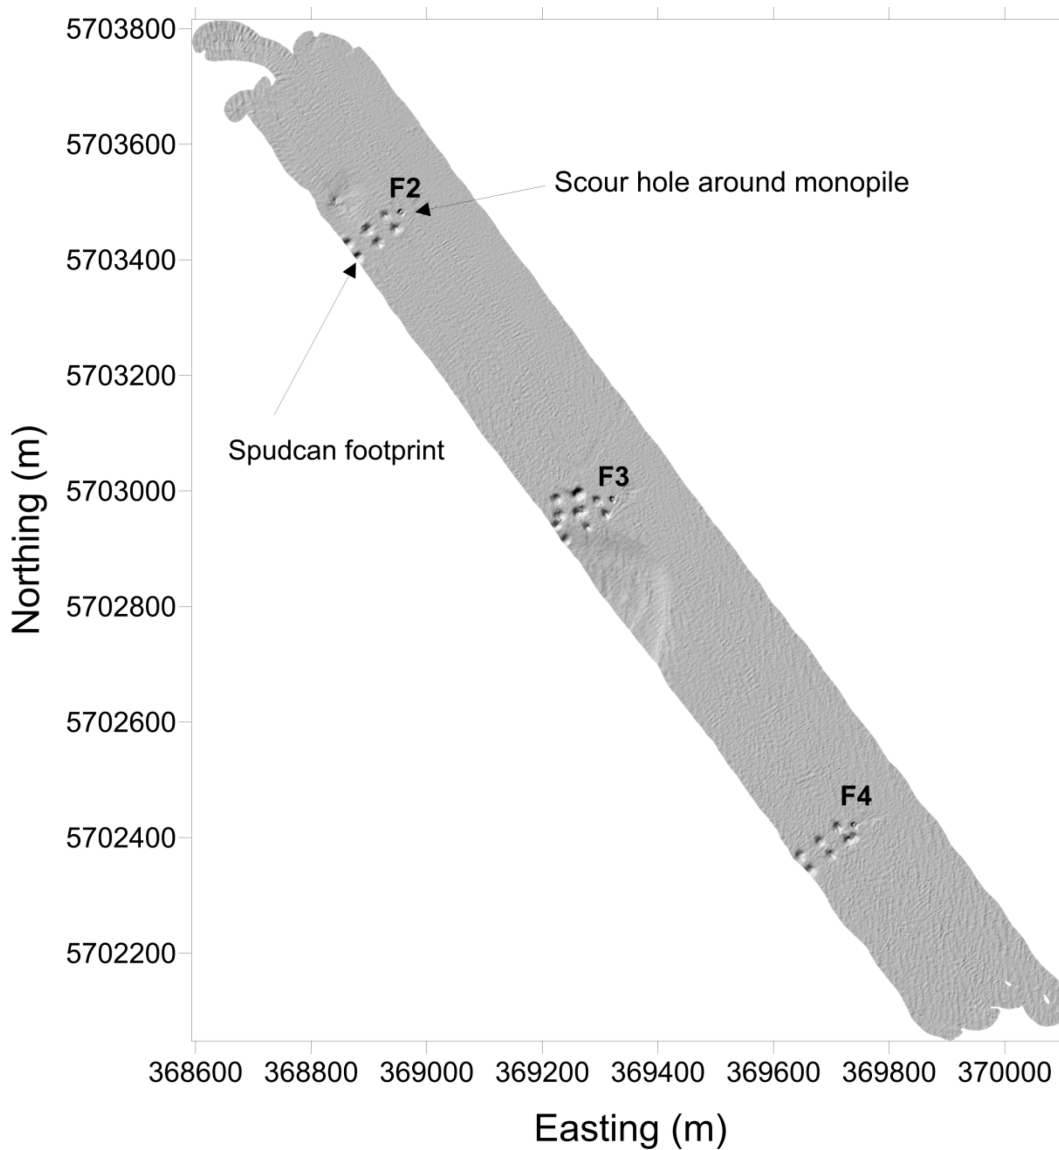 5703800
5703600
F2
Scour hole around monopile
5703400
5703200
Spudcan footprint
5703000
F3
Northing (m)
5702800
5702600
F4
5702400
5702200
368600 368800 369000 369200 369400 369600 369800 370000
Easting (m)